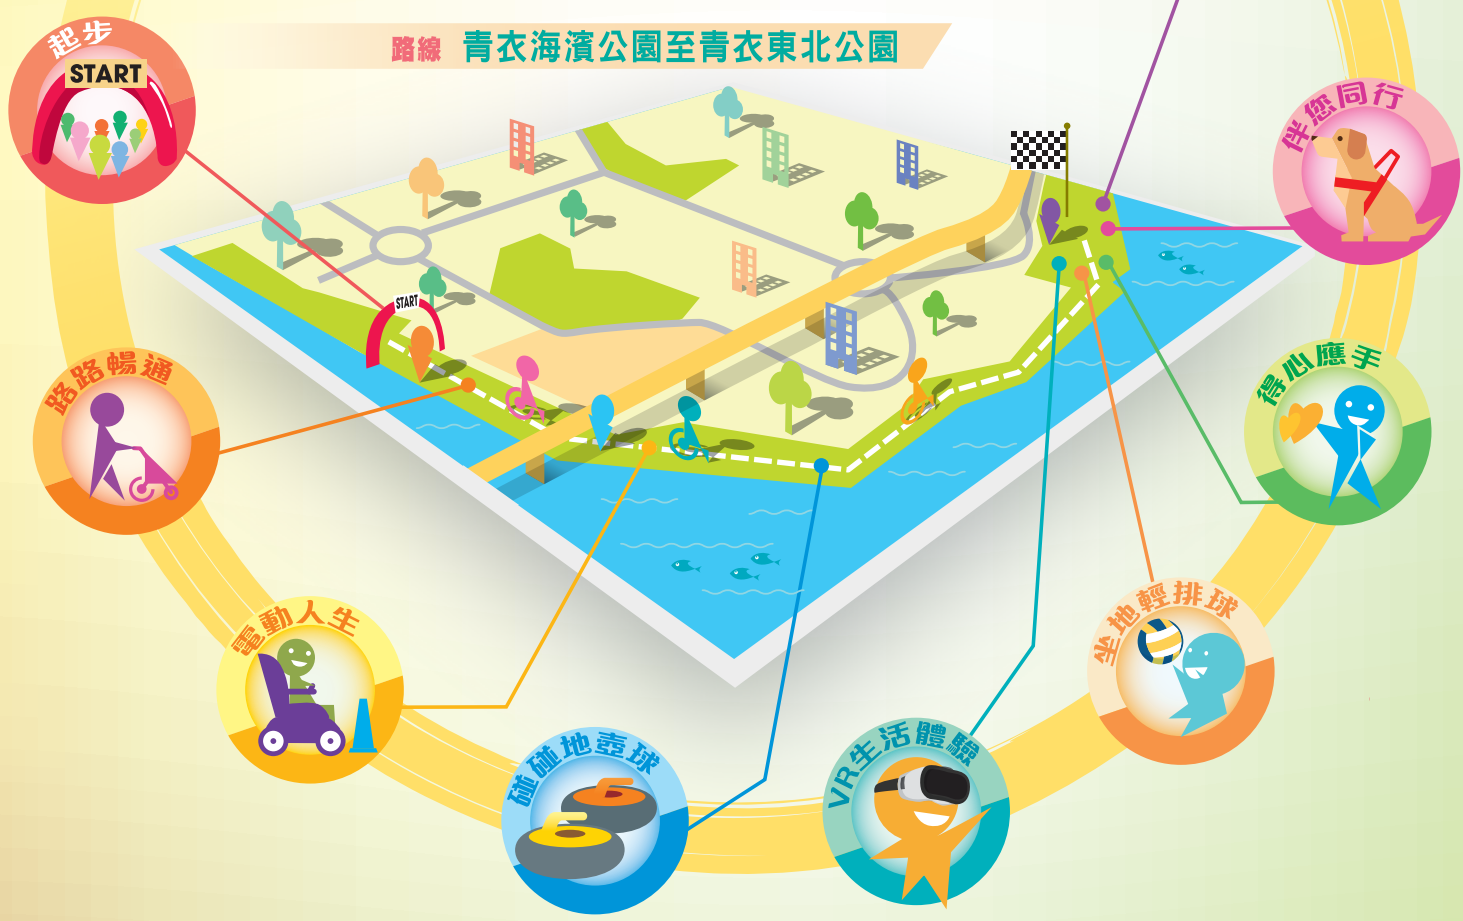 路線 青衣海濱公園至青衣東北公園
起步
START
伴您同行
START
路路暢通
得心應手
電動人生
坐地輕排球
碰碰地壺球
VR生活體驗